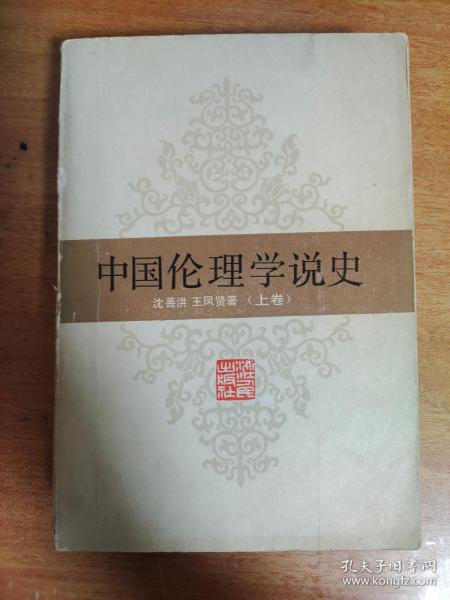 中国伦理学说史
沈善洪 王凤贤著（上卷）
浙江人民
出版社
孔夫子旧书网
www.kongfz.com